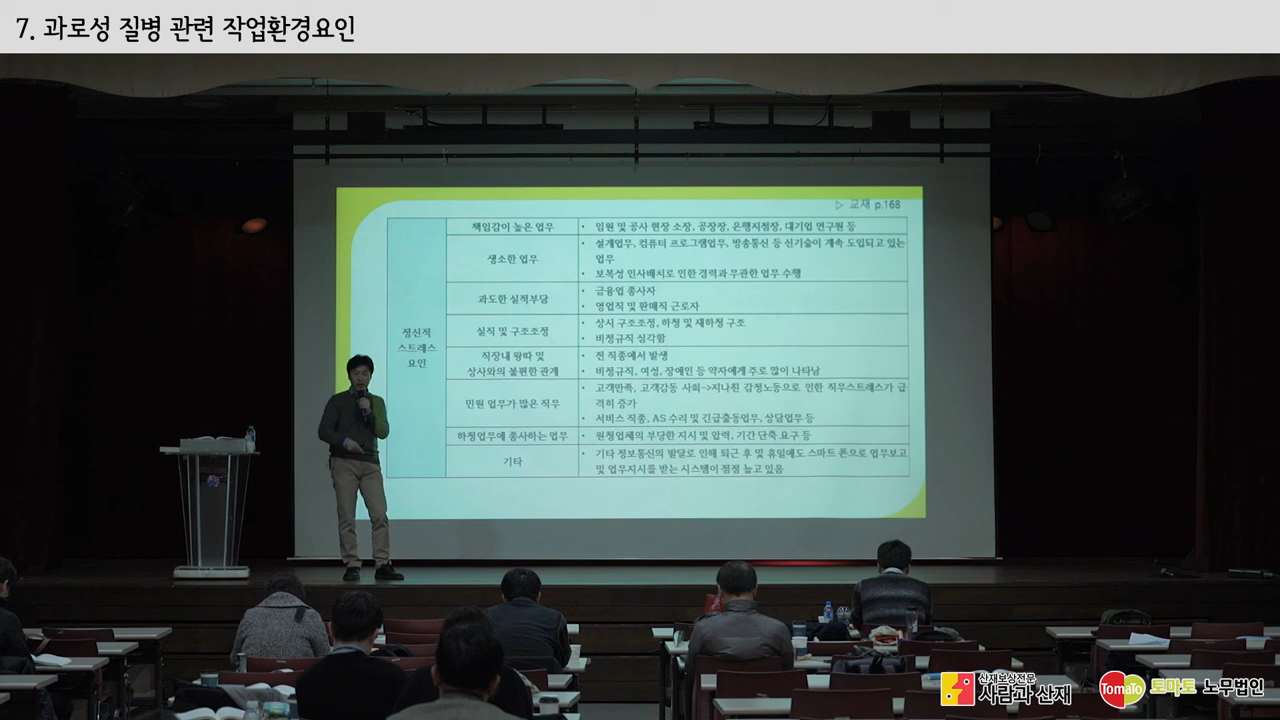 7. 과로성 질병 관련 작업환경요인
▷ 교재 p.168
정신적
스트레스
요인
책임감이 높은 업무
• 임원 및 공사 현장 소장, 공장장, 은행지점장, 대기업 연구원 등
생소한 업무
• 설계업무, 컴퓨터 프로그램업무, 방송통신 등 신기술이 계속 도입되고 있는
업무
• 보복성 인사배치로 인한 경력과 무관한 업무 수행
과도한 실적부담
• 금융업 종사자
• 영업직 및 판매직 근로자
실직 및 구조조정
• 상시 구조조정, 하청 및 재하청 구조
• 비정규직 심각함
직장내 왕따 및
상사와의 불편한 관계
• 전 직종에서 발생
• 비정규직, 여성, 장애인 등 약자에게 주로 많이 나타남
민원 업무가 많은 직무
• 고객만족, 고객감동 사회->지나친 감정노동으로 인한 직무스트레스가 급
격히 증가
• 서비스 직종, AS 수리 및 긴급출동업무, 상담업무 등
하청업무에 종사하는 업무
• 원청업체의 부당한 지시 및 압력, 기간 단축 요구 등
기타
• 기타 정보통신의 발달로 인해 퇴근 후 및 휴일에도 스마트 폰으로 업무보고
및 업무지시를 받는 시스템이 점점 늘고 있음
산재보상전문
사람과 산재
ToMaTo 토마토 노무법인